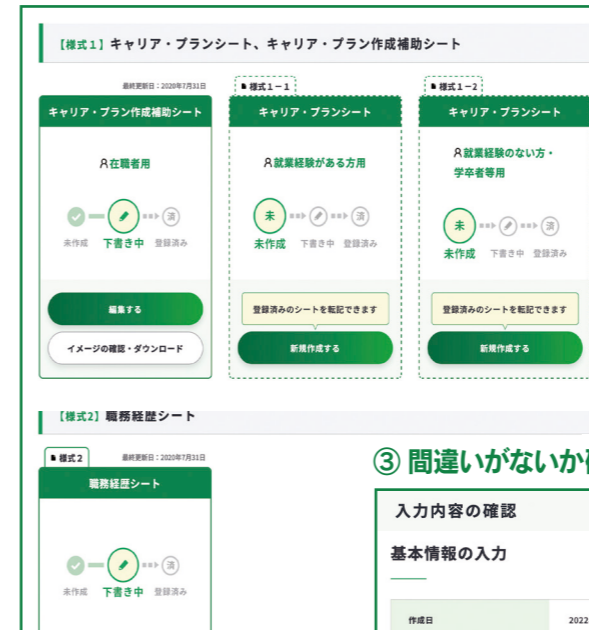 【様式1】キャリア・プランシート、キャリア・プラン作成補助シート
最終更新日:2020年7月31日
キャリア・プラン作成補助シート
在職者用
未作成 下書き中 済 登録済み
編集する
イメージの確認・ダウンロード
様式1-1
キャリア・プランシート
就業経験がある方用
未 済
未作成 下書き中 登録済み
登録済みのシートを転記できます
新規作成する
様式1-2
キャリア・プランシート
就業経験のない方・
学卒者等用
未 済
未作成 下書き中 登録済み
登録済みのシートを転記できます
新規作成する
【様式2】職務経歴シート
様式2 最終更新日:2020年7月31日
職務経歴シート
済
未作成 下書き中 登録済み
③ 間違いがないか
入力内容の確認
基本情報の入力
作成日 2022